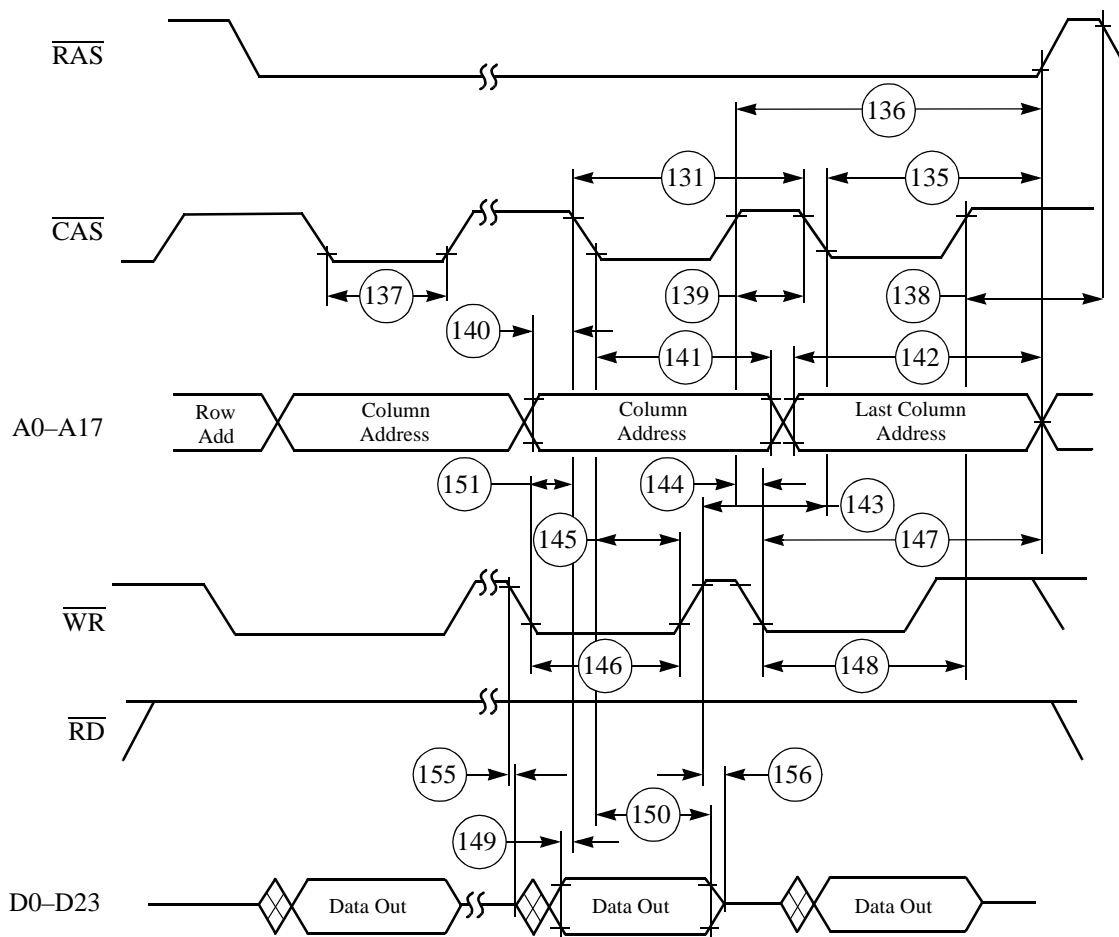 RAS
136
131
135
CAS
137
139
138
140
141
142
A0–A17
Row
Add
Column
Address
Column
Address
Last Column
Address
151
144
143
145
147
WR
146
148
RD
155
156
150
149
D0–D23
Data Out
Data Out
Data Out